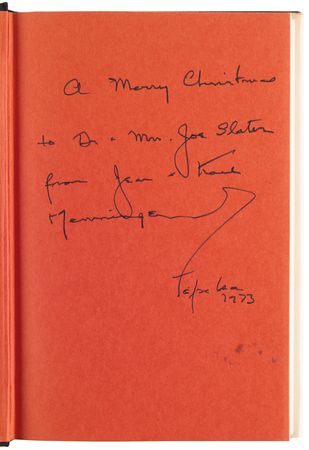 A Merry Christmas
to Dr & Mrs. Joe Slater
from Jean & Karl
Menninger
Topeka
1973